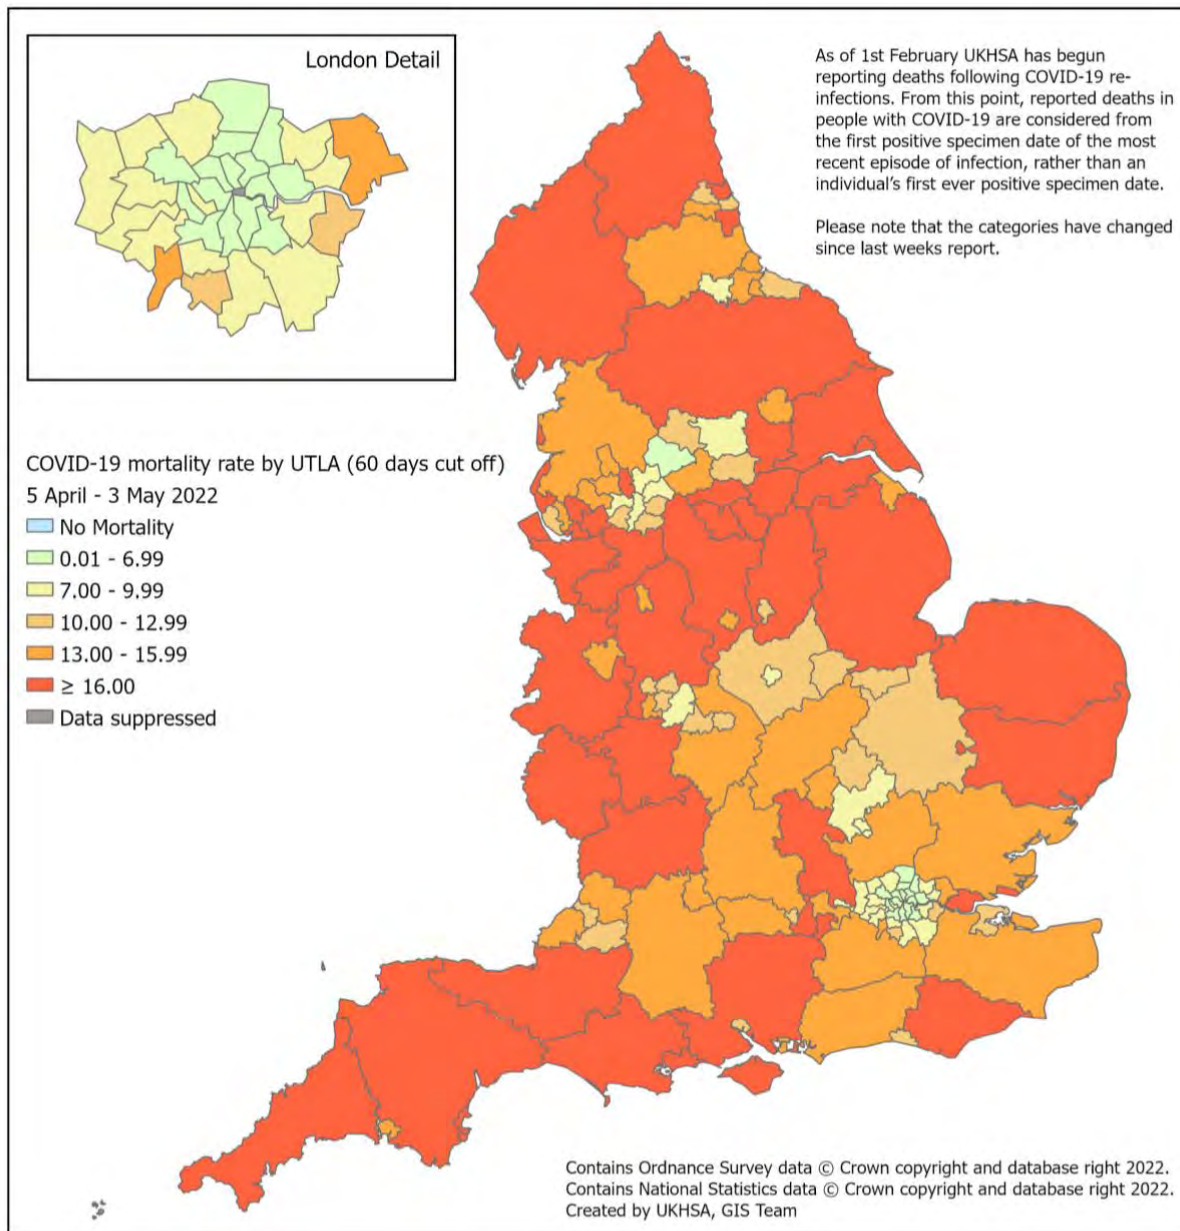 London Detail
As of 1st February UKHSA has begun
reporting deaths following COVID-19 re-
infections. From this point, reported deaths in
people with COVID-19 are considered from
the first positive specimen date of the most
recent episode of infection, rather than an
individual's first ever positive specimen date.
Please note that the categories have changed
since last weeks report.
COVID-19 mortality rate by UTLA (60 days cut off)
5 April - 3 May 2022
No Mortality
0.01 - 6.99
7.00 - 9.99
10.00 - 12.99
13.00 - 15.99
≥ 16.00
Data suppressed
Contains Ordnance Survey data © Crown copyright and database right 2022.
Contains National Statistics data © Crown copyright and database right 2022.
Created by UKHSA, GIS Team